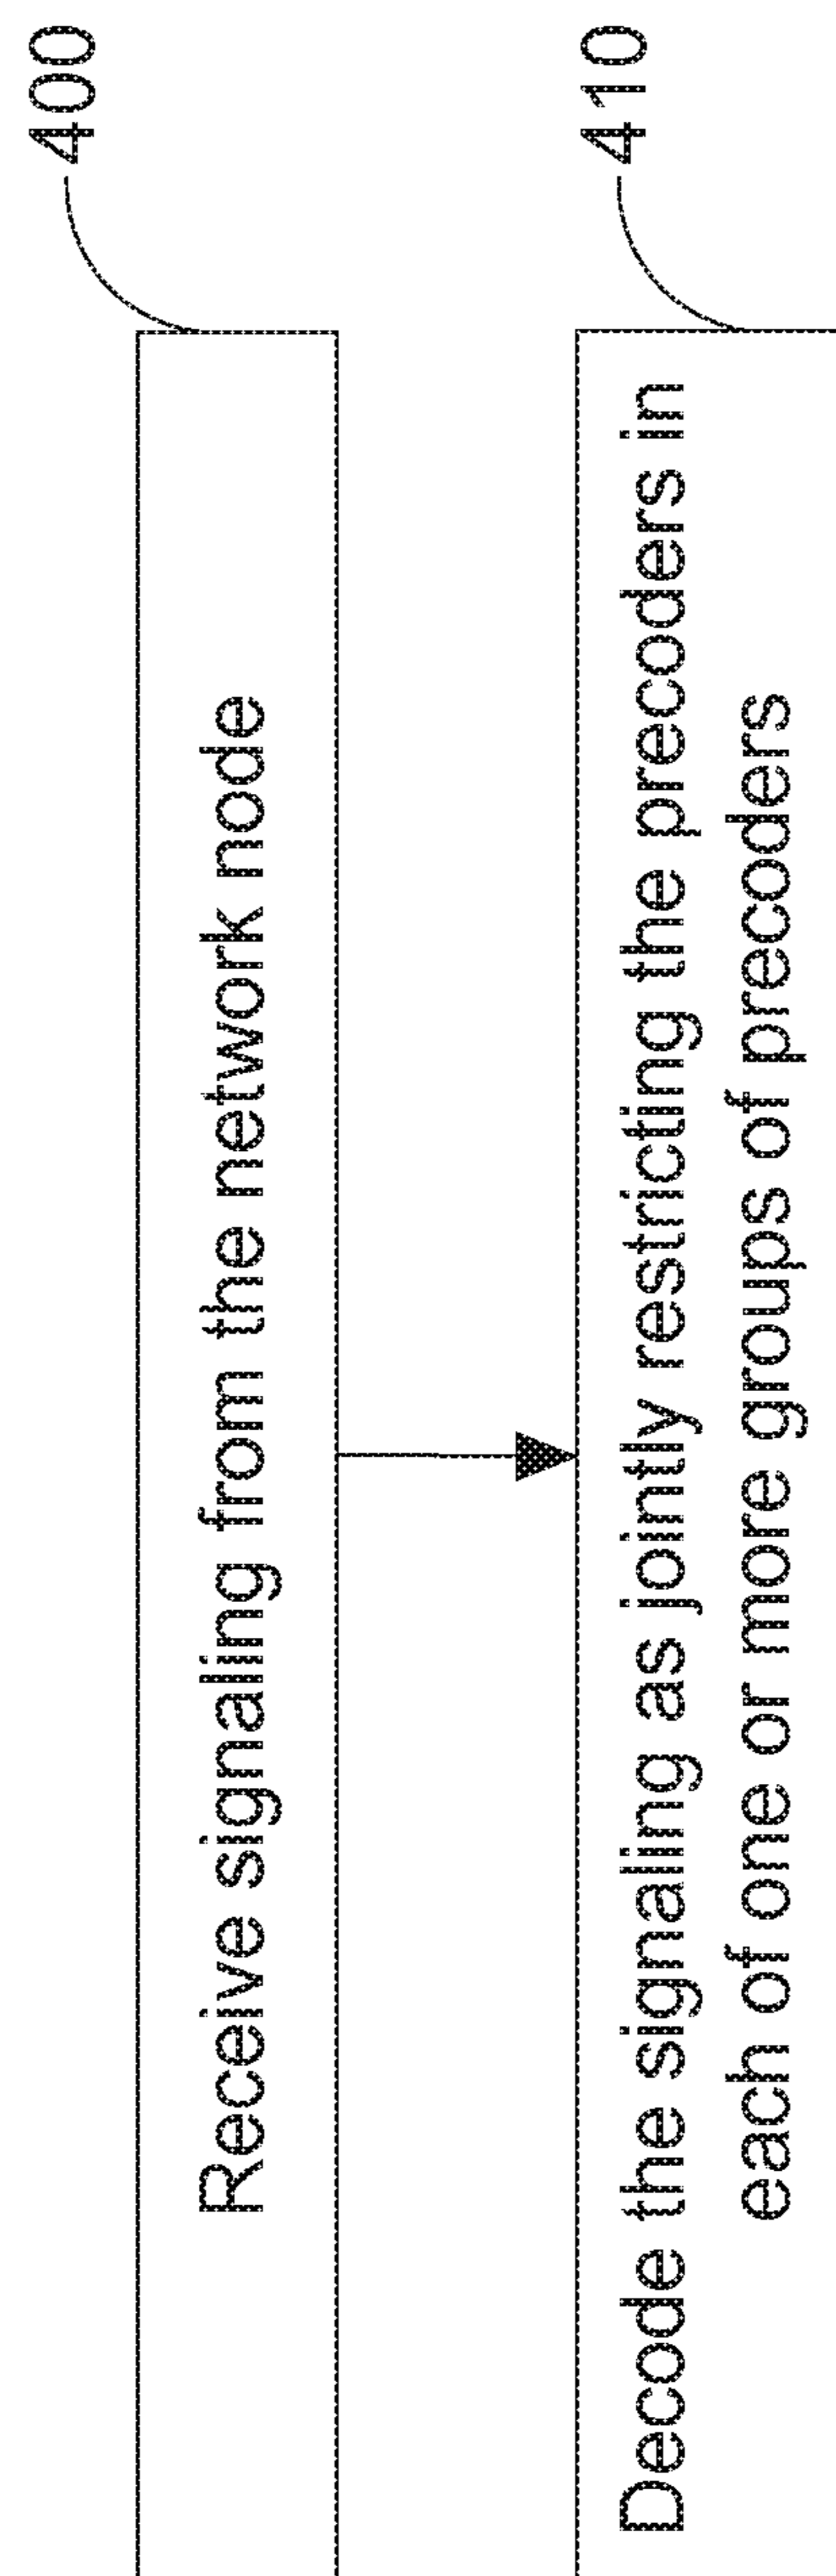 400
Receive signaling from the network node
410
Decode the signaling as jointly restricting the precoders in
each of one or more groups of precoders